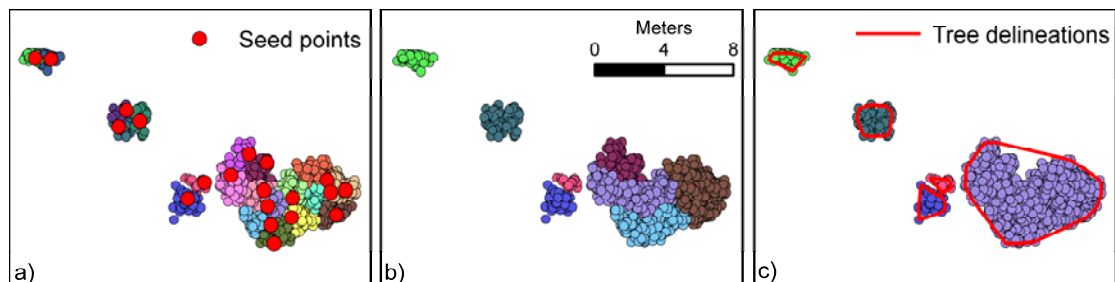 Seed points
a)
Meters
0 4 8
b)
Tree delineations
c)